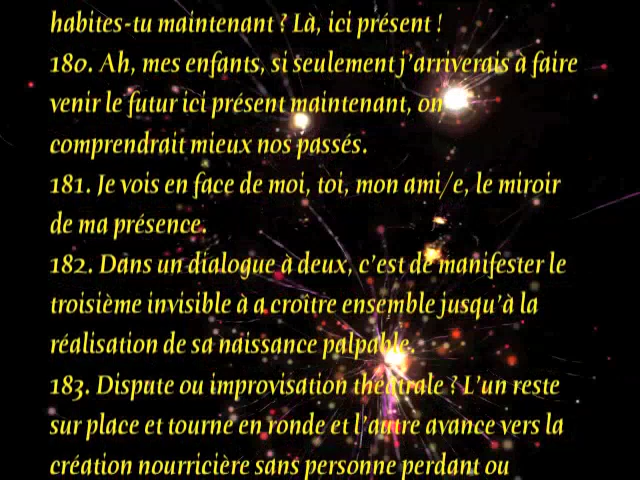 habites-tu maintenant ? Là, ici présent !
180. Ah, mes enfants, si seulement j'arriverais à faire
venir le futur ici présent maintenant, on
comprendrait mieux nos passés.
181. Je vois en face de moi, toi, mon ami/e, le miroir
de ma présence.
182. Dans un dialogue à deux, c'est de manifester le
troisième invisible à a croître ensemble jusqu'à la
réalisation de sa naissance palpable.
183. Dispute ou improvisation théâtrale ? L'un reste
sur place et tourne en ronde et l'autre avance vers la
création nourricière sans personne perdant ou